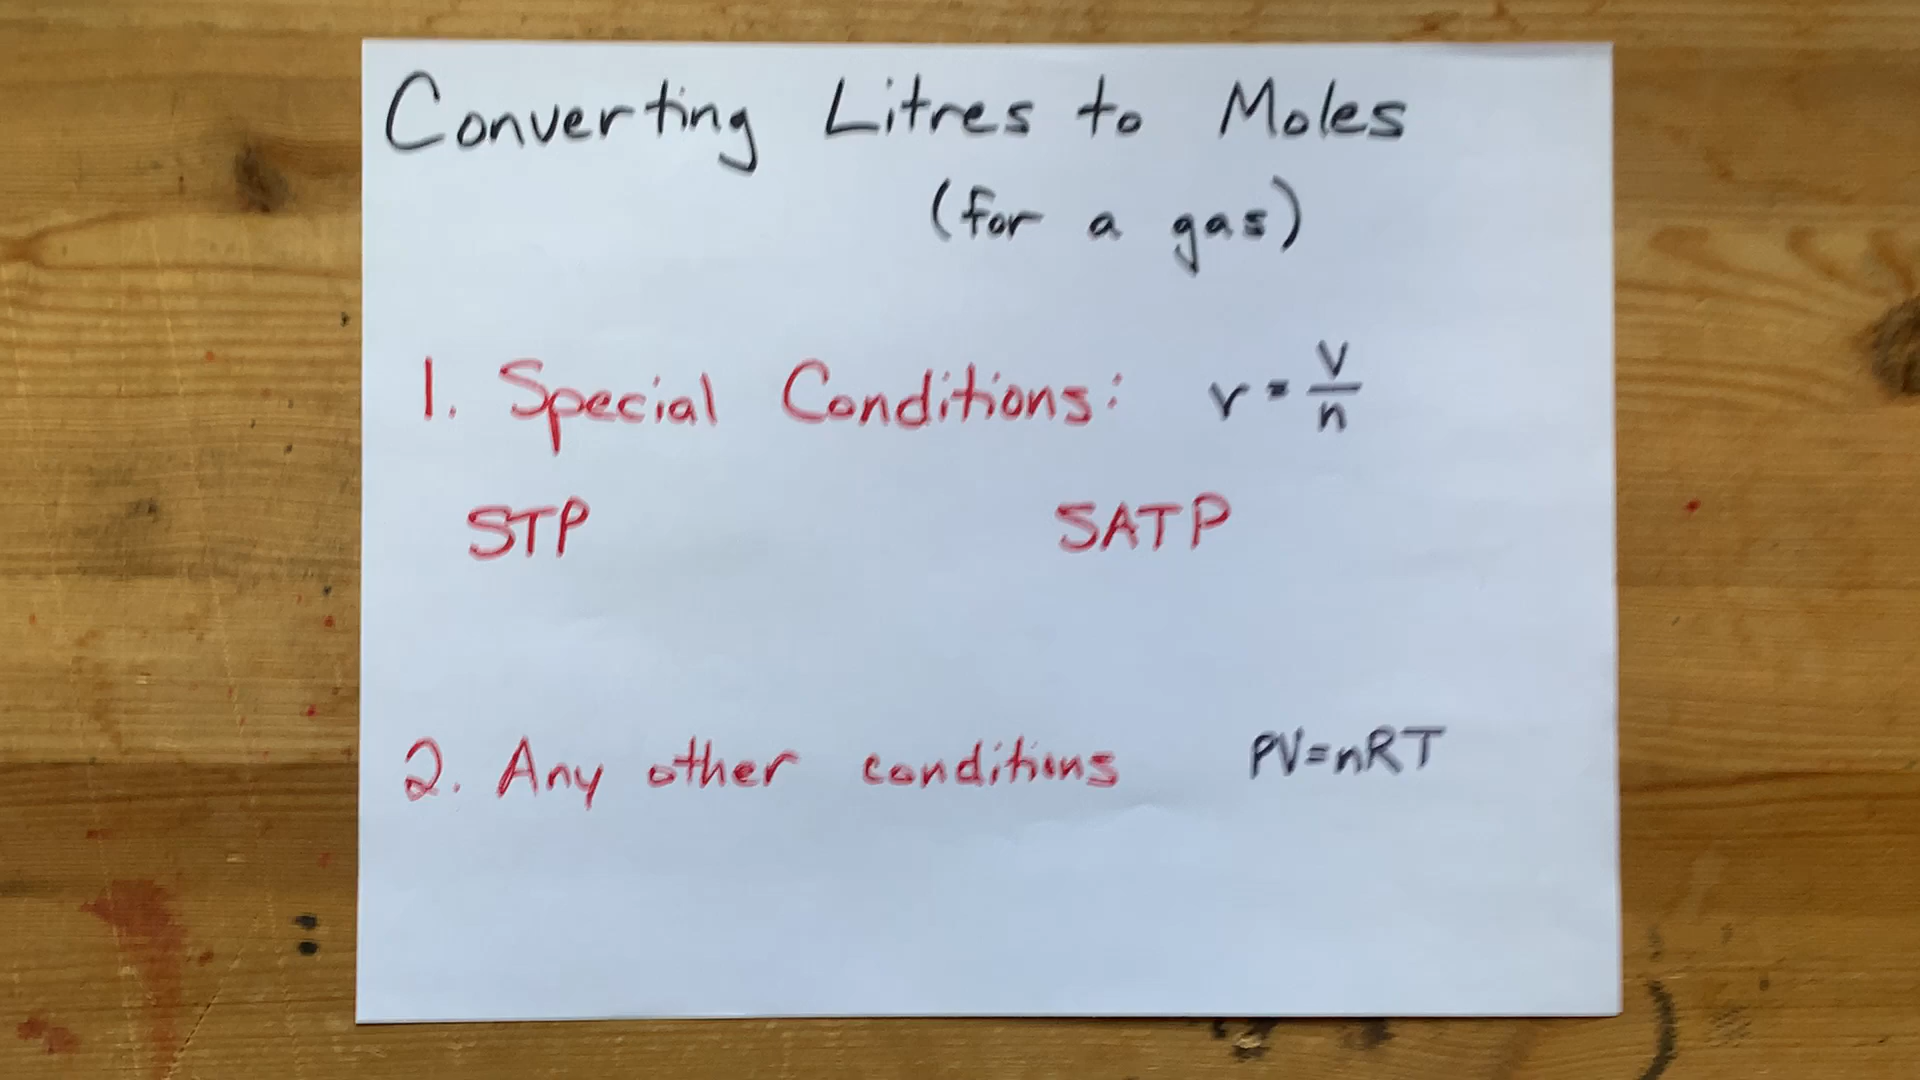 Converting Litres to Moles
(for a gas)
1. Special Conditions: v = V/n
STP SATP
2. Any other conditions PV=nRT